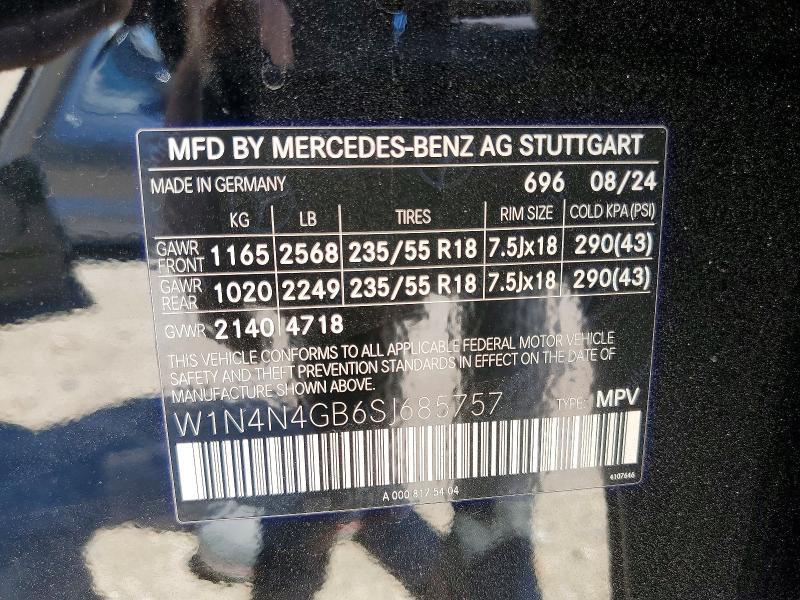 MFD BY MERCEDES-BENZ AG STUTTGART
MADE IN GERMANY 696 08/24
KG LB TIRES RIM SIZE COLD KPA (PSI)
GAWR FRONT 1165 2568 235/55 R18 7.5Jx18 290(43)
GAWR REAR 1020 2249 235/55 R18 7.5Jx18 290(43)
GVWR 2140 4718
THIS VEHICLE CONFORMS TO ALL APPLICABLE FEDERAL MOTOR VEHICLE
SAFETY AND THEFT PREVENTION STANDARDS IN EFFECT ON THE DATE OF
MANUFACTURE SHOWN ABOVE.
W1N4N4GB6SJ685757 TYPE: MPV
4107646
A 000 817 54 04